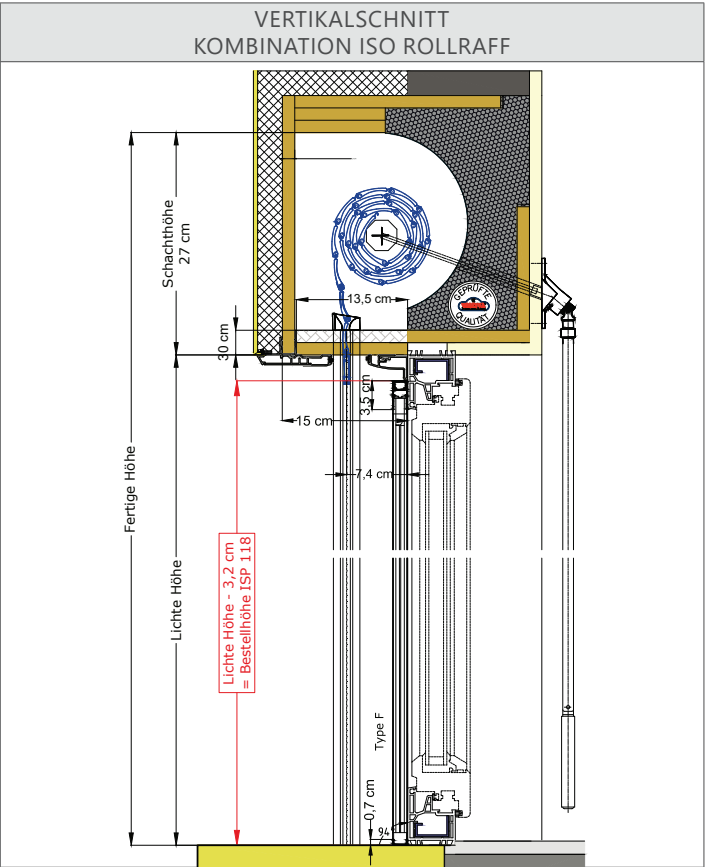 VERTIKALSCHNITT
KOMBINATION ISO ROLLRAFF
Schachthöhe
27 cm
13,5 cm
GEPRÜFTE
QUALITÄT
30 cm
3,5 cm
15 cm
7,4 cm
Fertige Höhe
Lichte Höhe
Lichte Höhe - 3,2 cm
= Bestellhöhe ISP 118
Type F
0,7 cm
94